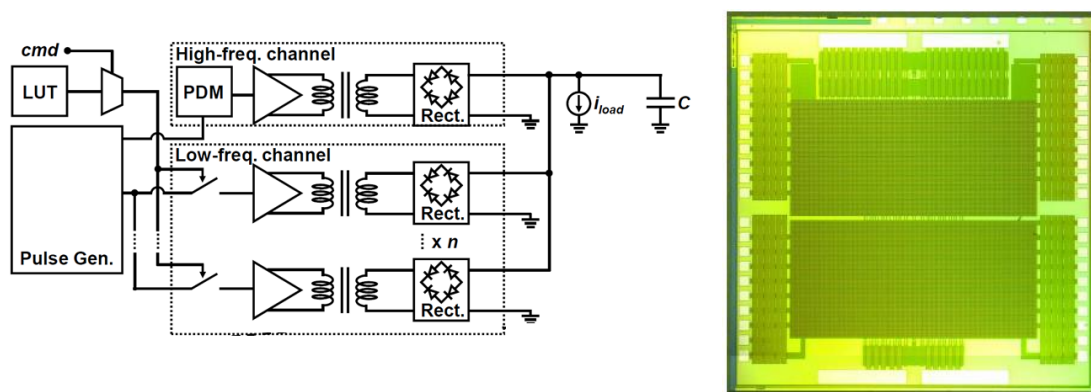 cmd
High-freq. channel
LUT
PDM
Rect.
i_load
C
Low-freq. channel
Rect.
x n
Pulse Gen.
Rect.